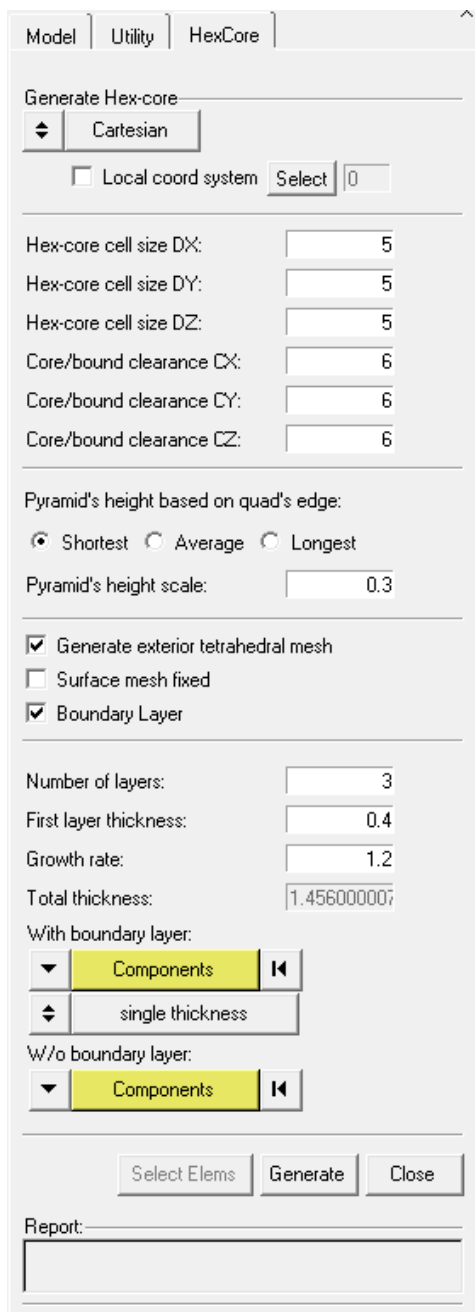 Model Utility HexCore
Generate Hex-core
Cartesian
Local coord system Select 0
Hex-core cell size DX: 5
Hex-core cell size DY: 5
Hex-core cell size DZ: 5
Core/bound clearance CX: 6
Core/bound clearance CY: 6
Core/bound clearance CZ: 6
Pyramid's height based on quad's edge:
Shortest Average Longest
Pyramid's height scale: 0.3
Generate exterior tetrahedral mesh
Surface mesh fixed
Boundary Layer
Number of layers: 3
First layer thickness: 0.4
Growth rate: 1.2
Total thickness: 1.456000007
With boundary layer:
Components
single thickness
W/o boundary layer:
Components
Select Elems Generate Close
Report: